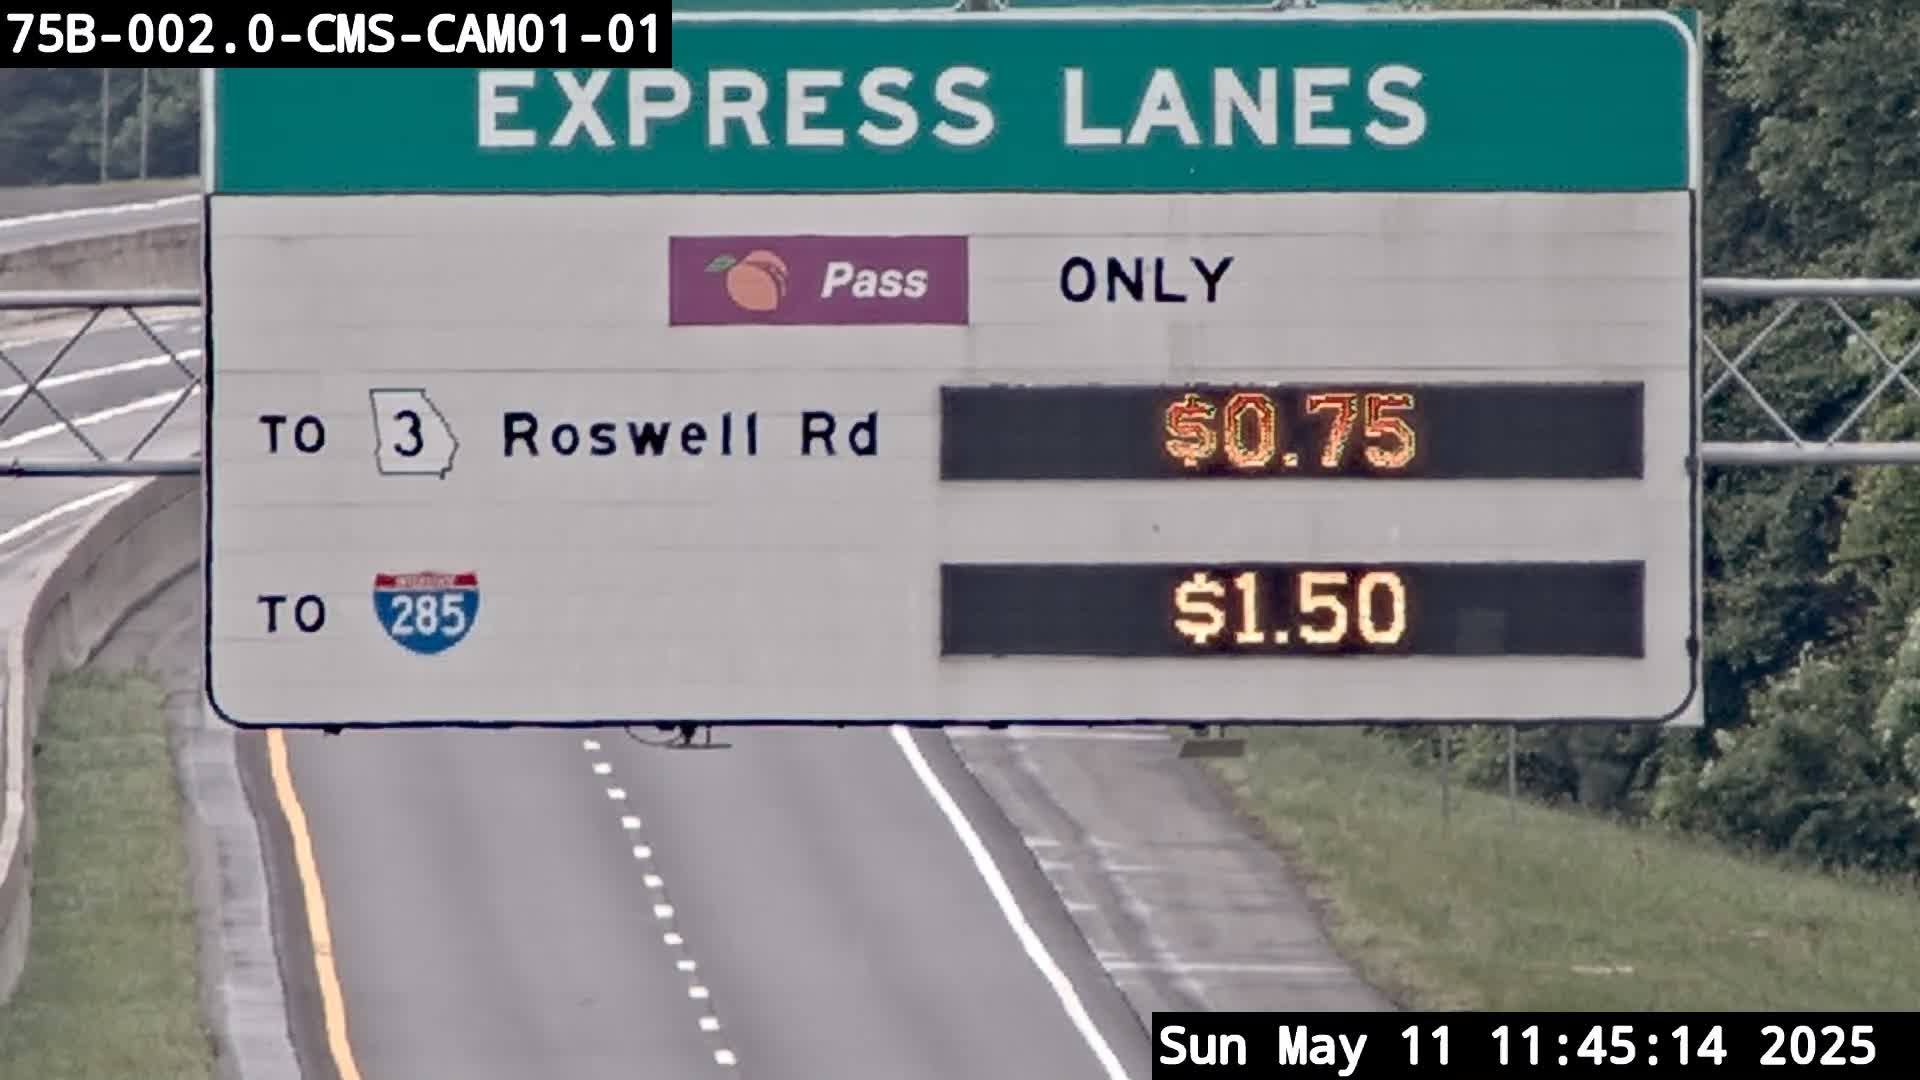 75B-002.0-CMS-CAM01-01
EXPRESS LANES
Pass ONLY
TO 3 Roswell Rd $0.75
INTERSTATE
TO 285 $1.50
Sun May 11 11:45:14 2025